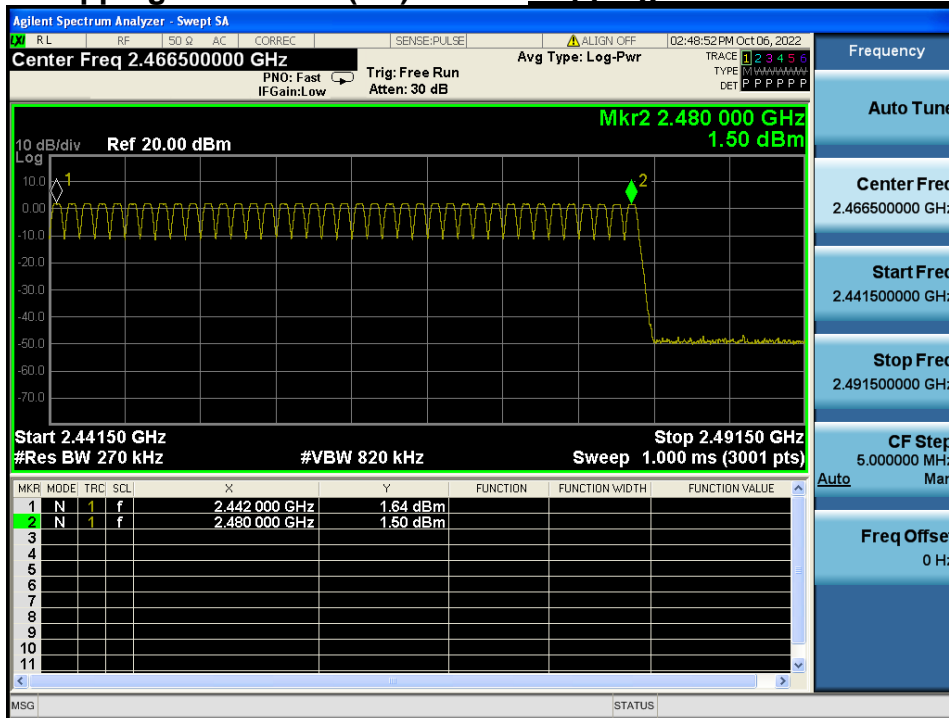 Agilent Spectrum Analyzer - Swept SA
LXI RL RF 50 Ω AC CORREC SENSE:PULSE ALIGN OFF 02:48:52 PM Oct 06, 2022
Center Freq 2.466500000 GHz
PNO: Fast
IFGain:Low
Trig: Free Run
Atten: 30 dB
Avg Type: Log-Pwr
TRACE 1 2 3 4 5 6
TYPE MWWWWW
DET P P P P P P
Frequency
Mkr2 2.480 000 GHz
1.50 dBm
10 dB/div Ref 20.00 dBm
Log
10.0
0.00
-10.0
-20.0
-30.0
-40.0
-50.0
-60.0
-70.0
1
2
Start 2.44150 GHz Stop 2.49150 GHz
#Res BW 270 kHz #VBW 820 kHz Sweep 1.000 ms (3001 pts)
MKR MODE TRC SCL X Y FUNCTION FUNCTION WIDTH FUNCTION VALUE
1 N 1 f 2.442 000 GHz 1.64 dBm
2 N 1 f 2.480 000 GHz 1.50 dBm
3
4
5
6
7
8
9
10
11
Auto Tune
Center Freq
2.466500000 GHz
Start Freq
2.441500000 GHz
Stop Freq
2.491500000 GHz
CF Step
5.000000 MHz
Auto Man
Freq Offset
0 Hz
MSG STATUS